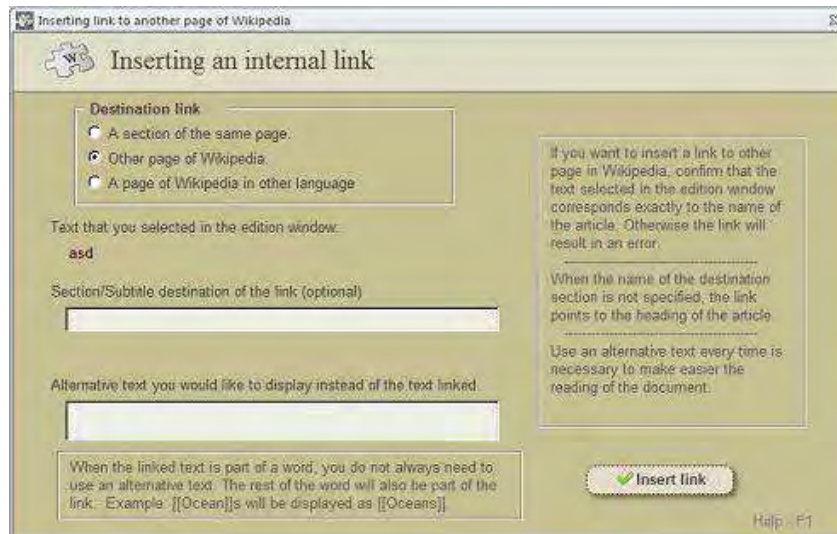 Inserting link to another page of Wikipedia
W
Inserting an internal link
Destination link
A section of the same page.
Other page of Wikipedia.
A page of Wikipedia in other language
Text that you selected in the edition window:
asd
Section/Subtitle destination of the link (optional)
Alternative text you would like to display instead of the text linked.
When the linked text is part of a word, you do not always need to
use an alternative text. The rest of the word will also be part of the
link. Example: [[Ocean]]s will be displayed as [[Oceans]].
If you want to insert a link to other
page in Wikipedia, confirm that the
text selected in the edition window
corresponds exactly to the name of
the article. Otherwise the link will
result in an error.
When the name of the destination
section is not specified, the link
points to the heading of the article.
Use an alternative text every time is
necessary to make easier the
reading of the document.
Insert link
Help - F1